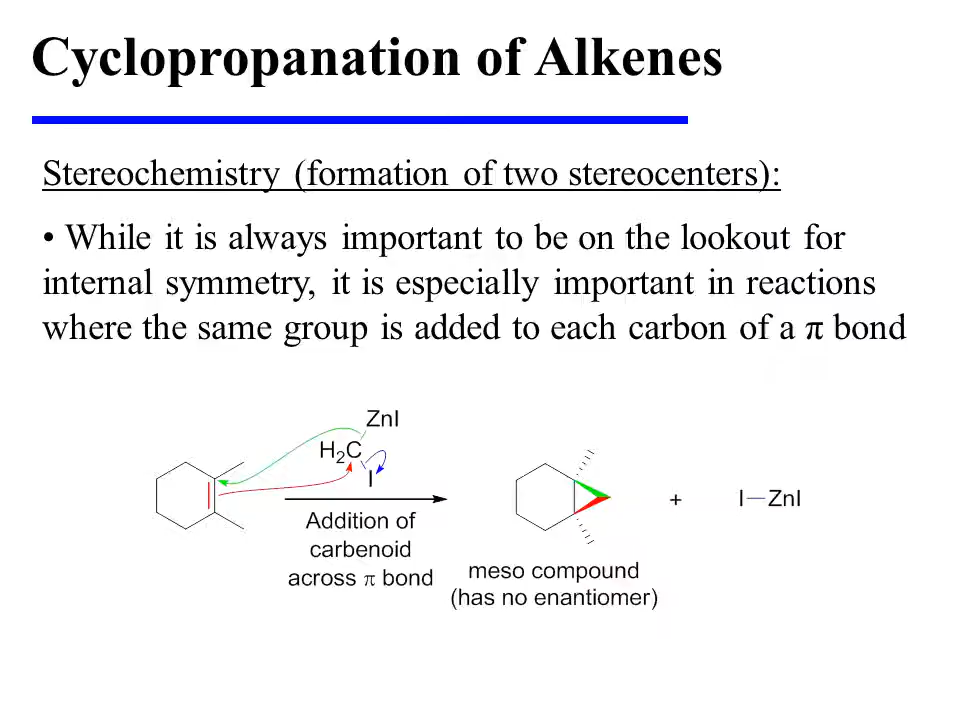 Cyclopropanation of Alkenes
Stereochemistry (formation of two stereocenters):
• While it is always important to be on the lookout for
internal symmetry, it is especially important in reactions
where the same group is added to each carbon of a π bond
ZnI
H₂C
I
Addition of
carbenoid
across π bond
+
I—ZnI
meso compound
(has no enantiomer)